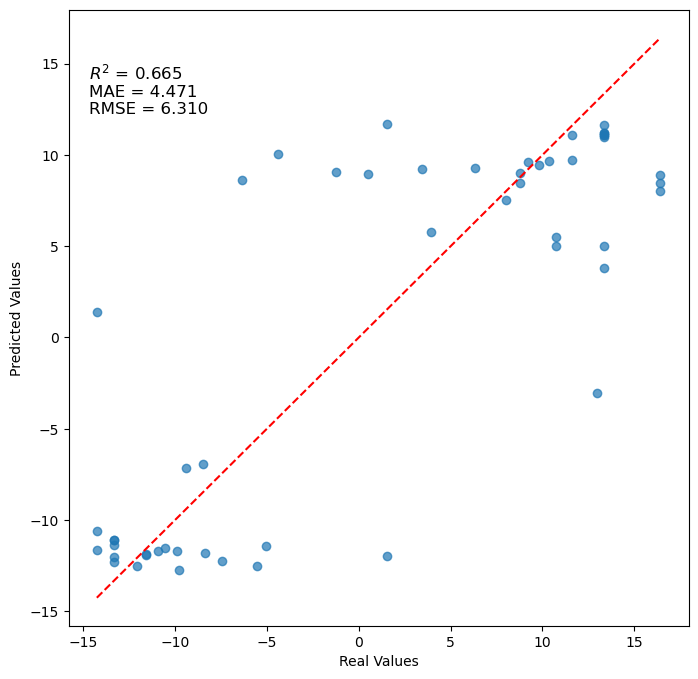 R² = 0.665
MAE = 4.471
RMSE = 6.310
Predicted Values
15
10
5
0
−5
−10
−15
−15 −10 −5 0 5 10 15
Real Values